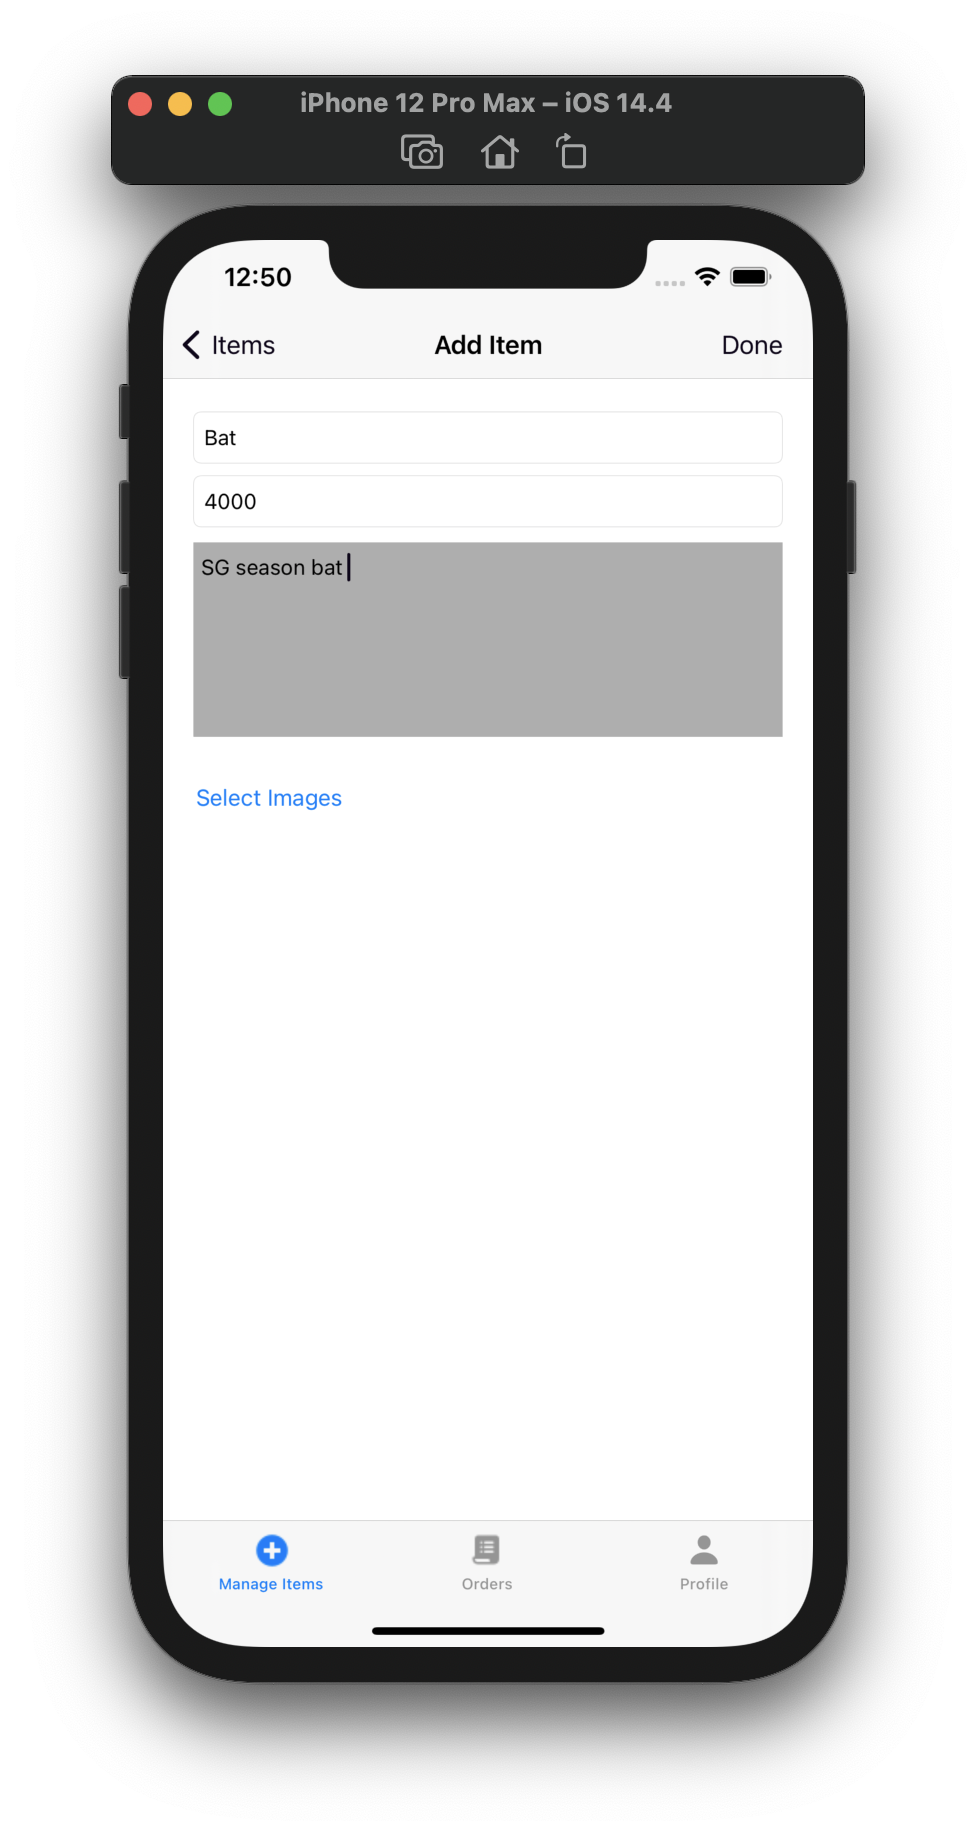 iPhone 12 Pro Max – iOS 14.4
12:50
Items
Add Item
Done
Bat
4000
SG season bat
Select Images
Manage Items
Orders
Profile